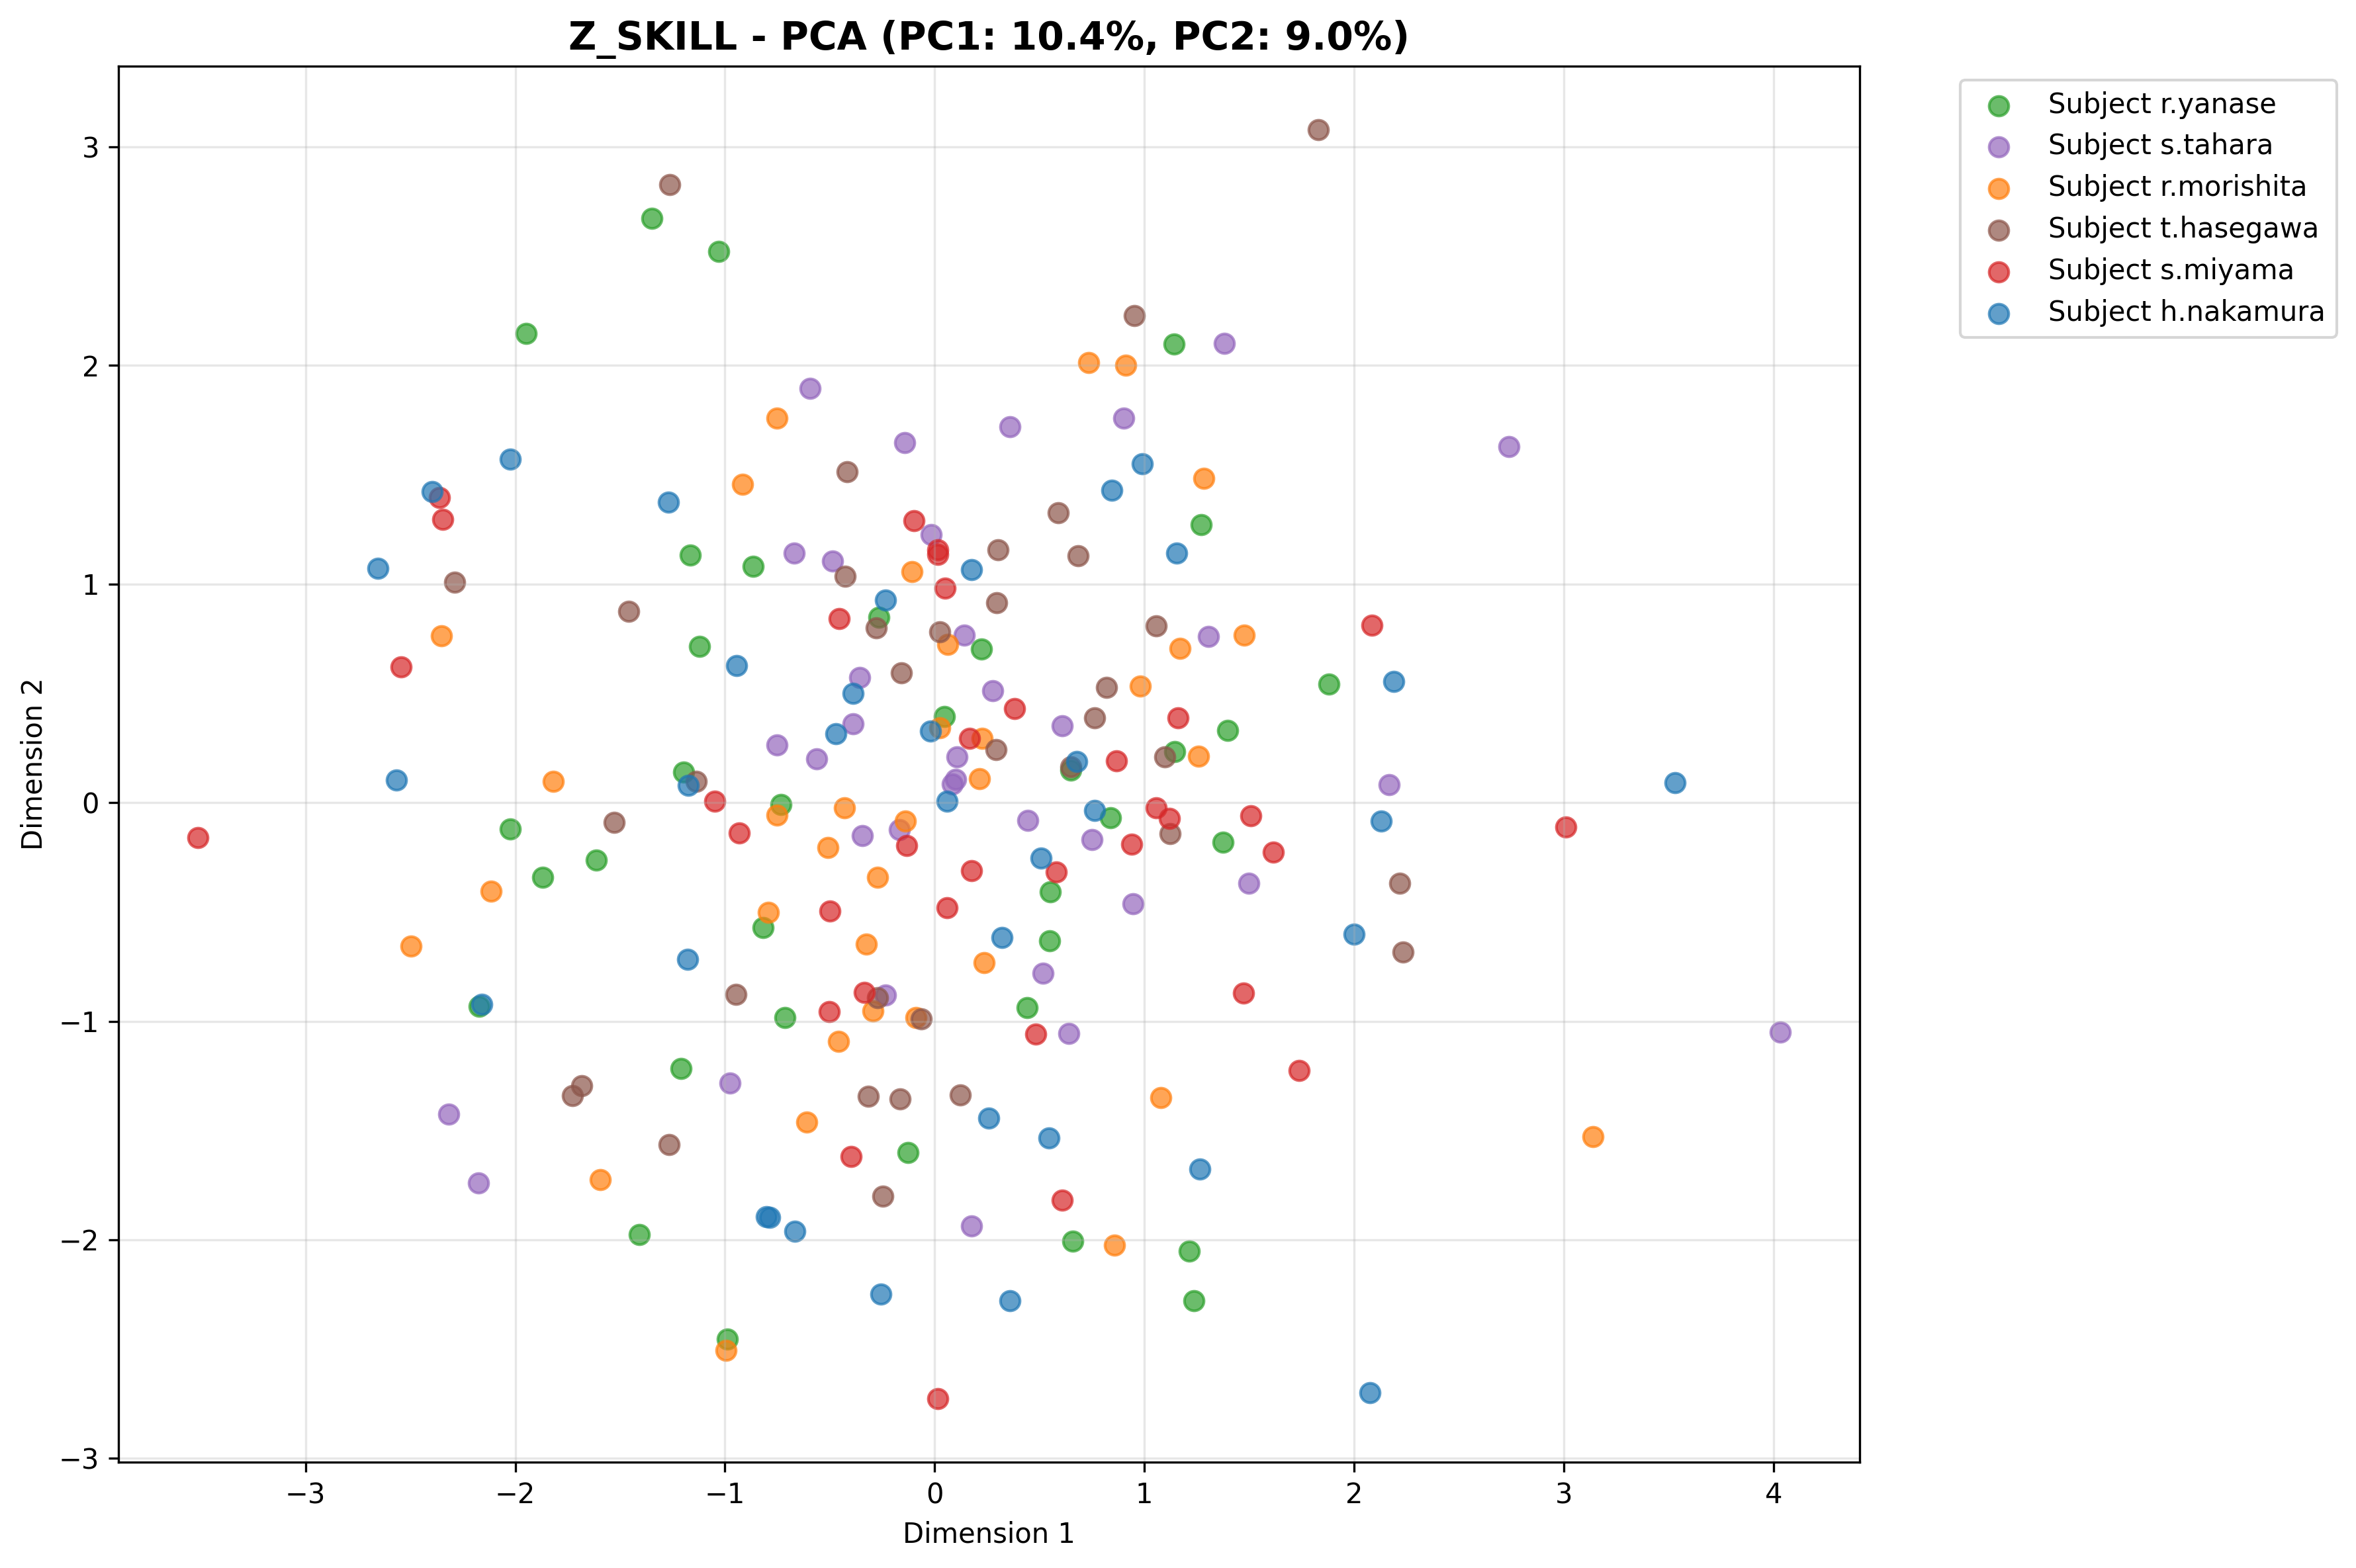 Z_SKILL - PCA (PC1: 10.4%, PC2: 9.0%)
Subject r.yanase
Subject s.tahara
Subject r.morishita
Subject t.hasegawa
Subject s.miyama
Subject h.nakamura
Dimension 2
3
2
1
0
−1
−2
−3
−3 −2 −1 0 1 2 3 4
Dimension 1